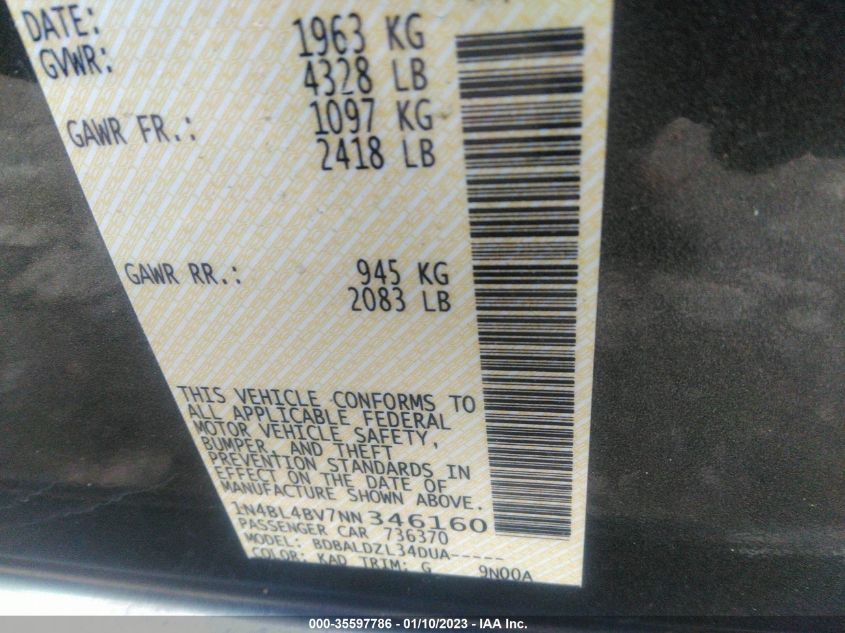 DATE:
GVWR: 1963 KG
4328 LB
GAWR FR.: 1097 KG
2418 LB
GAWR RR.: 945 KG
2083 LB
THIS VEHICLE CONFORMS TO
ALL APPLICABLE FEDERAL
MOTOR VEHICLE SAFETY,
BUMPER, AND THEFT
PREVENTION STANDARDS IN
EFFECT ON THE DATE OF
MANUFACTURE SHOWN ABOVE.
1N4BL4BV7NN346160
PASSENGER CAR 736370
MODEL: BDBALDZL34DUA-----
COLOR: KAD TRIM: G 9N00A
000-35597786 - 01/10/2023 - IAA Inc.